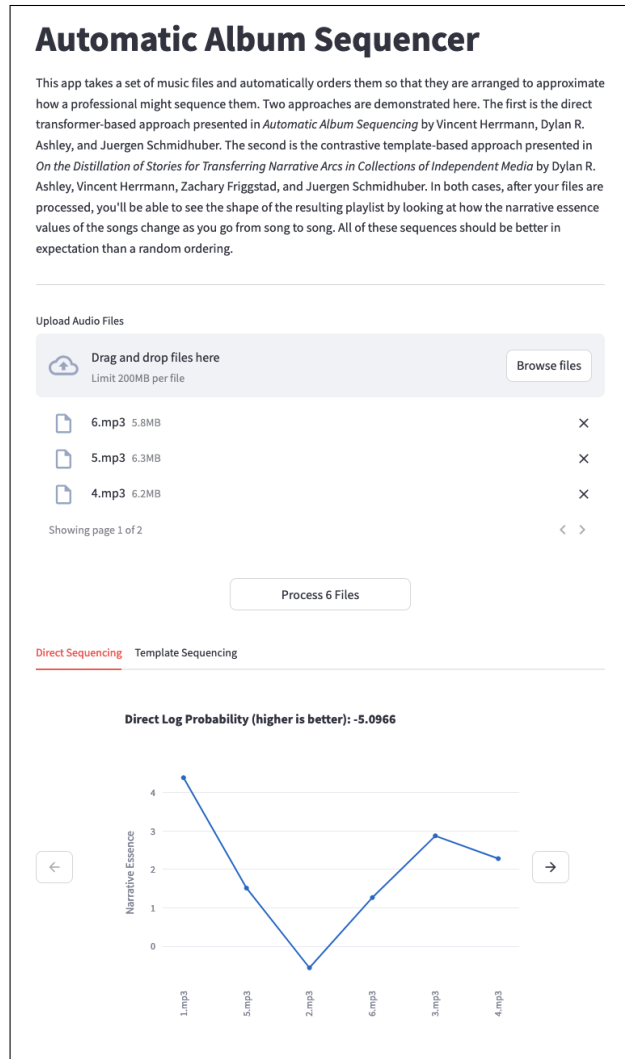 Automatic Album Sequencer
This app takes a set of music files and automatically orders them so that they are arranged to approximate
how a professional might sequence them. Two approaches are demonstrated here. The first is the direct
transformer-based approach presented in Automatic Album Sequencing by Vincent Herrmann, Dylan R.
Ashley, and Juergen Schmidhuber. The second is the contrastive template-based approach presented in
On the Distillation of Stories for Transferring Narrative Arcs in Collections of Independent Media by Dylan R.
Ashley, Vincent Herrmann, Zachary Friggstad, and Juergen Schmidhuber. In both cases, after your files are
processed, you'll be able to see the shape of the resulting playlist by looking at how the narrative essence
values of the songs change as you go from song to song. All of these sequences should be better in
expectation than a random ordering.
Upload Audio Files
Drag and drop files here
Limit 200MB per file
Browse files
6.mp3 5.8MB
5.mp3 6.3MB
4.mp3 6.2MB
Showing page 1 of 2
Process 6 Files
Direct Sequencing Template Sequencing
Direct Log Probability (higher is better): -5.0966
Narrative Essence
4
3
2
1
0
1.mp3 5.mp3 2.mp3 6.mp3 3.mp3 4.mp3